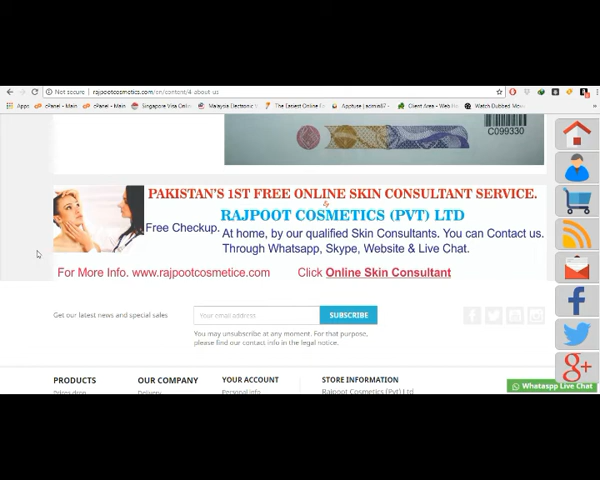 Not secure | rajpootcosmetics.com/en/content/4-about-us
Apps cPanel - Main cPanel - Main Singapore Visa Onli Malaysia Electronic The Easiest Online Client Area - Web Watch Dubbed Mov
C099330
PAKISTAN'S 1ST FREE ONLINE SKIN CONSULTANT SERVICE.
By
RAJPOOT COSMETICS (PVT) LTD
Free Checkup. At home, by our qualified Skin Consultants. You can Contact us.
Through Whatsapp, Skype, Website & Live Chat.
For More Info. www.rajpootcosmetice.com Click Online Skin Consultant
Get our latest news and special sales Your email address SUBSCRIBE
You may unsubscribe at any moment. For that purpose,
please find our contact info in the legal notice.
Whataspp Live Chat
PRODUCTS OUR COMPANY YOUR ACCOUNT STORE INFORMATION
Prices drop Delivery Personal info Rajpoot Cosmetics (Pvt) Ltd